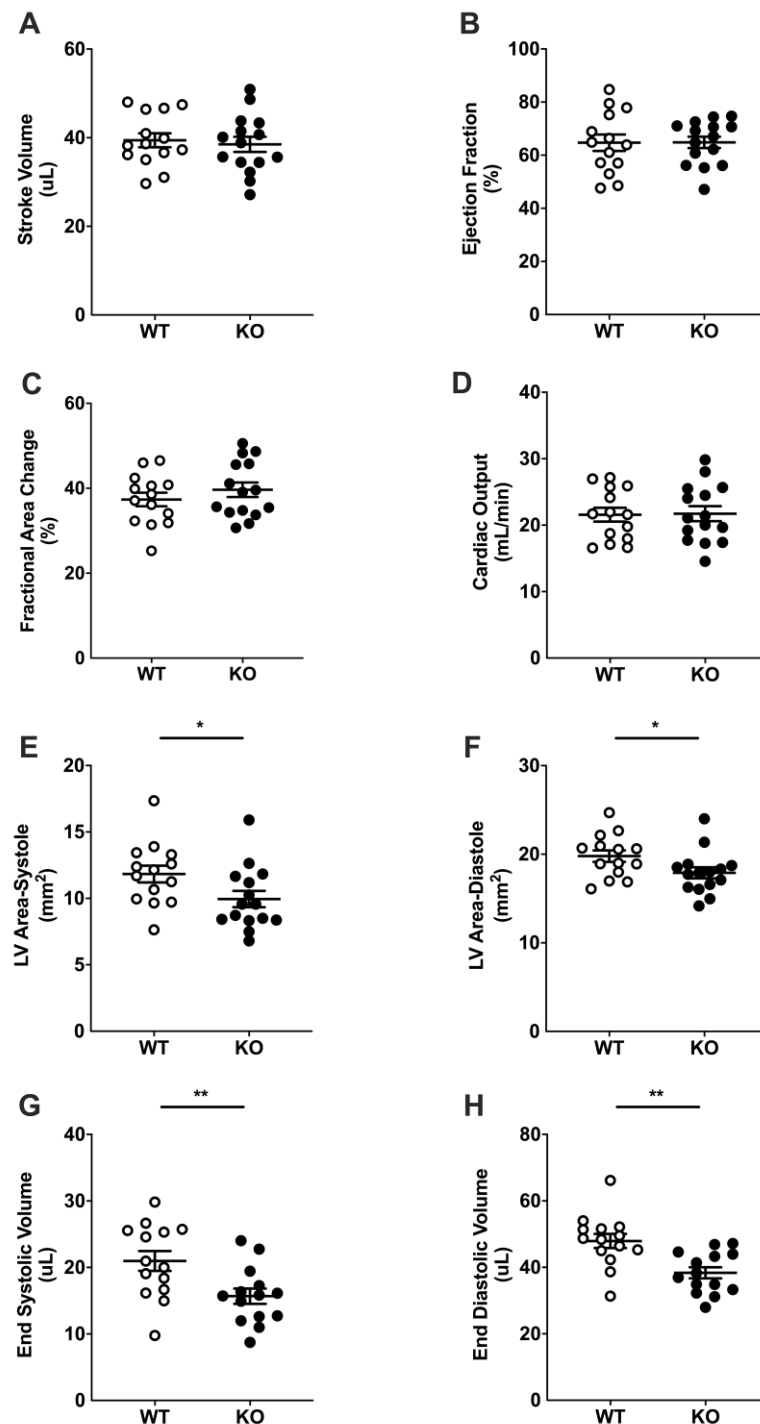 A
Stroke Volume
(uL)
60
40
20
0
WT KO
B
Ejection Fraction
(%)
100
80
60
40
20
0
WT KO
C
Fractional Area Change
(%)
60
40
20
0
WT KO
D
Cardiac Output
(mL/min)
40
30
20
10
0
WT KO
E
*
LV Area-Systole
(mm²)
20
15
10
5
0
WT KO
F
*
LV Area-Diastole
(mm²)
30
20
10
0
WT KO
G
**
End Systolic Volume
(uL)
40
30
20
10
0
WT KO
H
**
End Diastolic Volume
(uL)
80
60
40
20
0
WT KO